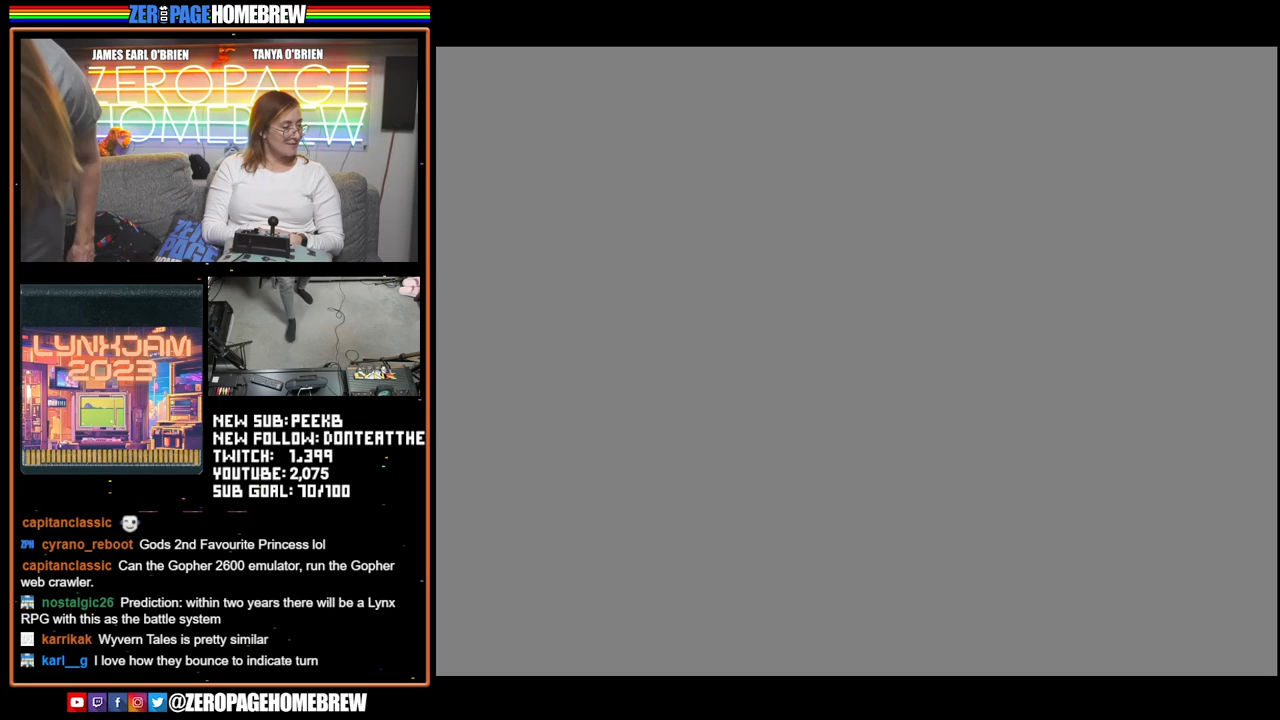 ZEROPAGE HOMEBREW
JAMES EARL O'BRIEN
TANYA O'BRIEN
ZEROPAGE
HOMEBREW
ZERO
PAGE
LYNXJAM
2023
NEW SUB: PEEKB
NEW FOLLOW: DONTEATTHE
TWITCH: 1,399
YOUTUBE: 2,075
SUB GOAL: 70/100
capitanclassic
ZPH cyrano_reboot Gods 2nd Favourite Princess lol
capitanclassic Can the Gopher 2600 emulator, run the Gopher
web crawler.
nostalgic26 Prediction: within two years there will be a Lynx
RPG with this as the battle system
karrikak Wyvern Tales is pretty similar
karl__g I love how they bounce to indicate turn
@ZEROPAGEHOMEBREW